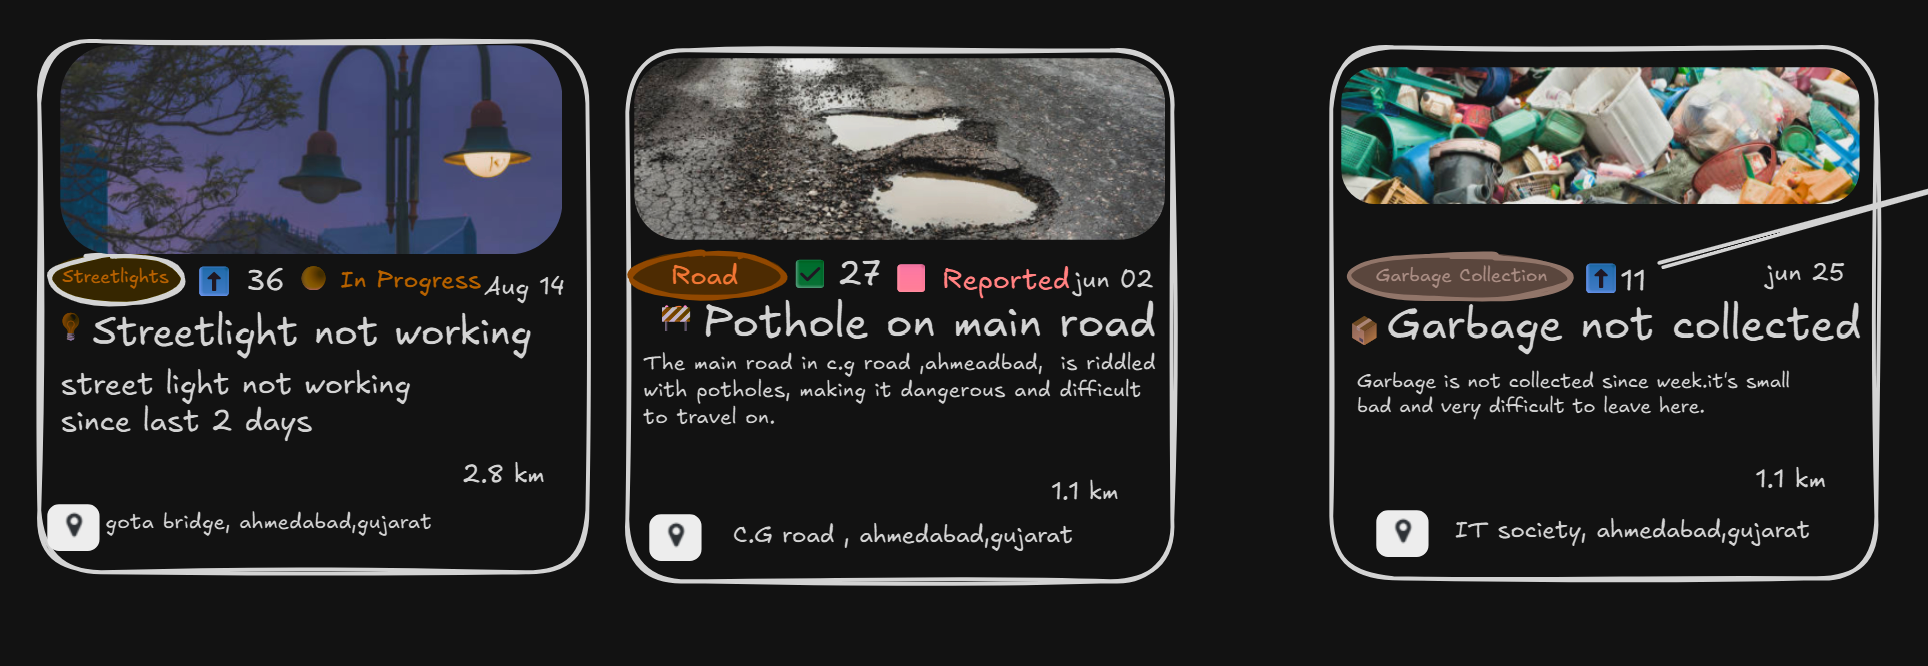 Streetlights 36 In Progress Aug 14
Streetlight not working
street light not working
since last 2 days
2.8 km
gota bridge, ahmedabad,gujarat
Road 27 Reported jun 02
Pothole on main road
The main road in c.g road ,ahmeadbad, is riddled
with potholes, making it dangerous and difficult
to travel on.
1.1 km
C.G road , ahmedabad,gujarat
Garbage Collection 11 jun 25
Garbage not collected
Garbage is not collected since week.it's small
bad and very difficult to leave here.
1.1 km
IT society, ahmedabad,gujarat